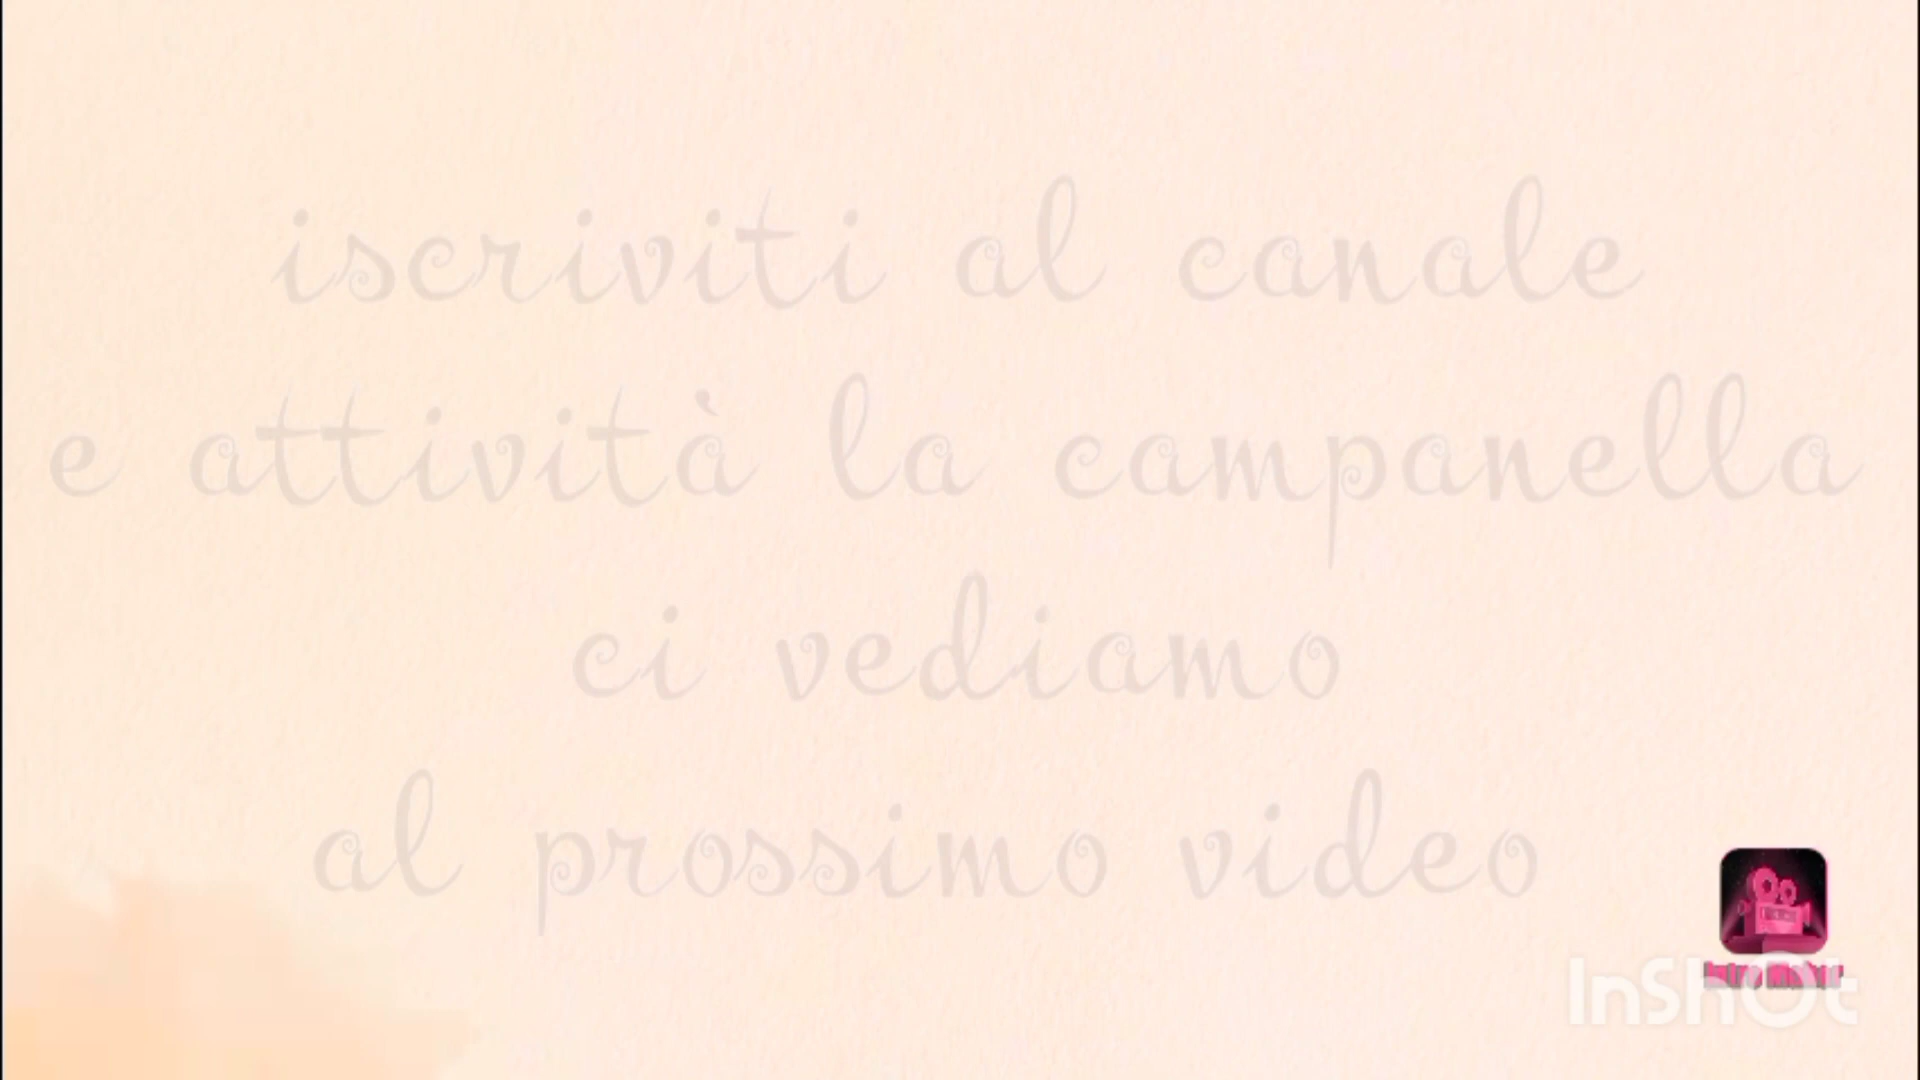 iscriviti al canale
e attività la campanella
ci vediamo
al prossimo video
InShOt